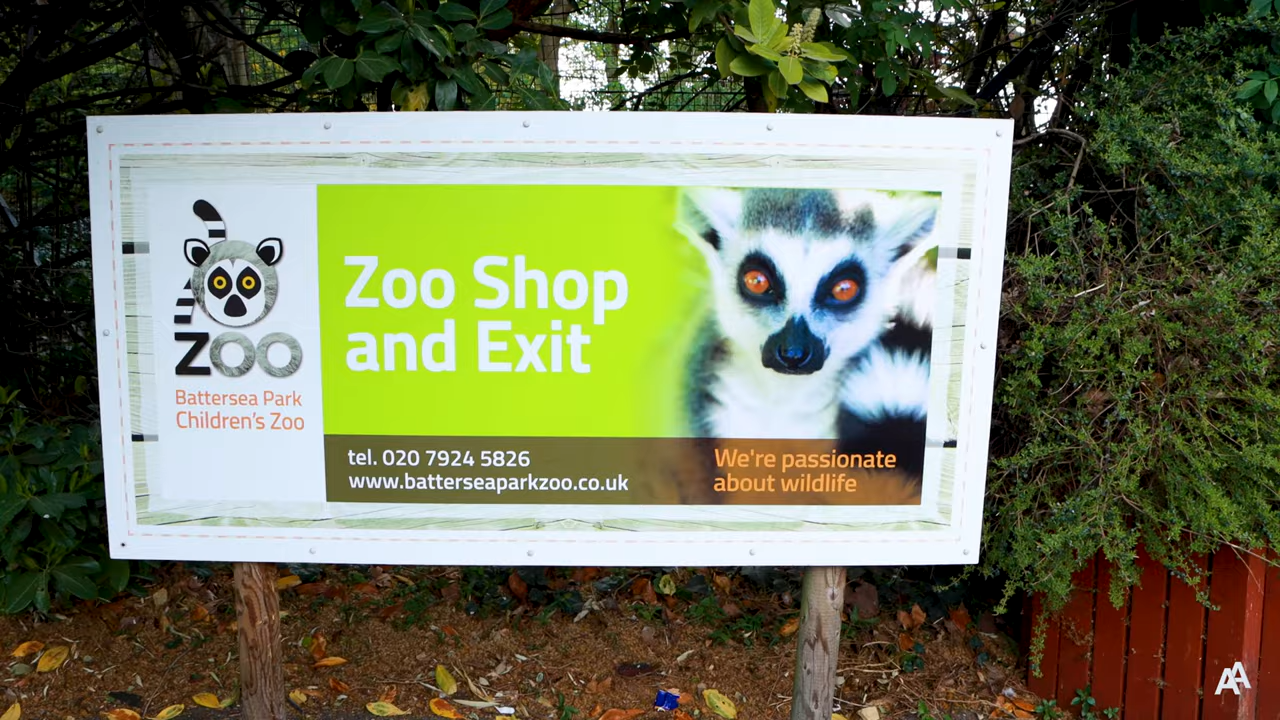 ZOO
Battersea Park
Children's Zoo
Zoo Shop
and Exit
tel. 020 7924 5826
www.batterseaparkzoo.co.uk
We're passionate
about wildlife
AA